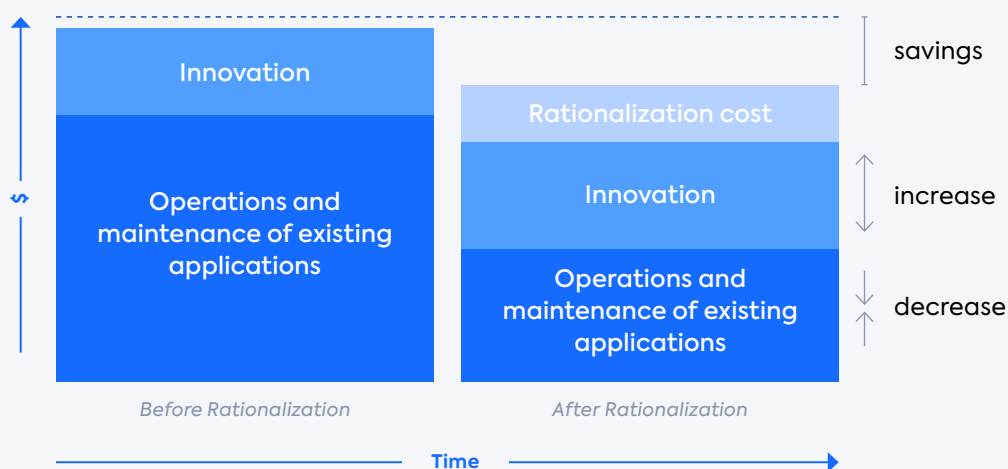 savings
Innovation
Rationalization cost
Operations and
maintenance of existing
applications
Innovation
increase
$
Operations and
maintenance of existing
applications
decrease
Before Rationalization
After Rationalization
Time